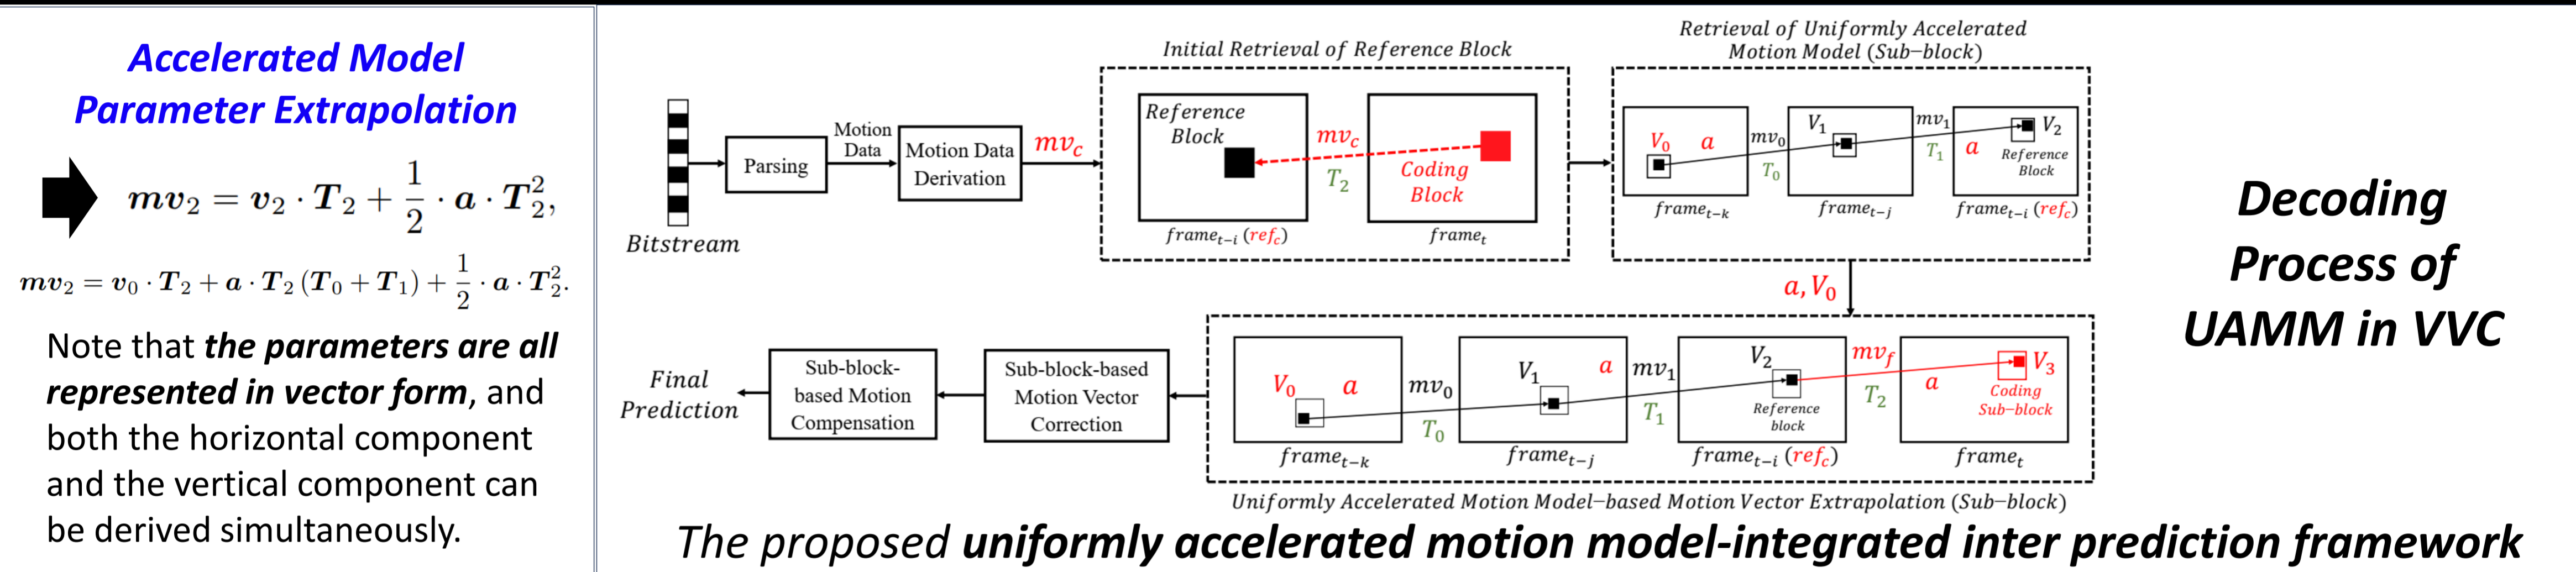 Accelerated Model
Parameter Extrapolation
mv₂ = v₂ · T₂ + 1/2 · a · T₂²,
mv₂ = v₀ · T₂ + a · T₂ (T₀ + T₁) + 1/2 · a · T₂².
Note that the parameters are all
represented in vector form, and
both the horizontal component
and the vertical component can
be derived simultaneously.
Bitstream
Parsing
Motion
Data
Motion Data
Derivation
mv_c
Initial Retrieval of Reference Block
Reference
Block
mv_c
T₂
Coding
Block
frame_{t−i} (ref_c)
frame_t
Retrieval of Uniformly Accelerated
Motion Model (Sub−block)
V₀ a
mv₀
T₀
V₁
mv₁
T₁
V₂
a
Reference
Block
frame_{t−k}
frame_{t−j}
frame_{t−i} (ref_c)
a, V₀
V₀ a
mv₀
T₀
V₁
a
mv₁
T₁
V₂
Reference
block
mv_f
T₂
a
V₃
Coding
Sub−block
frame_{t−k}
frame_{t−j}
frame_{t−i} (ref_c)
frame_t
Uniformly Accelerated Motion Model−based Motion Vector Extrapolation (Sub−block)
Sub-block-based
Motion Vector
Correction
Sub-block-
based Motion
Compensation
Final
Prediction
The proposed uniformly accelerated motion model-integrated inter prediction framework
Decoding
Process of
UAMM in VVC